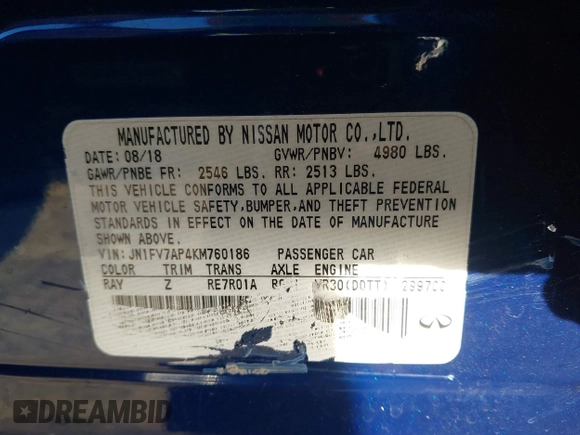 MANUFACTURED BY NISSAN MOTOR CO.,LTD.
DATE: 08/18 GVWR/PNBV: 4980 LBS.
GAWR/PNBE FR: 2546 LBS. RR: 2513 LBS.
THIS VEHICLE CONFORMS TO ALL APPLICABLE FEDERAL
MOTOR VEHICLE SAFETY,BUMPER,AND THEFT PREVENTION
STANDARDS IN EFFECT ON THE DATE OF MANUFACTURE
SHOWN ABOVE.
VIN: JN1FV7AP4KM760186 PASSENGER CAR
COLOR TRIM TRANS AXLE ENGINE
RAY Z RE7R01A VR30(DDTT)
DREAMBID